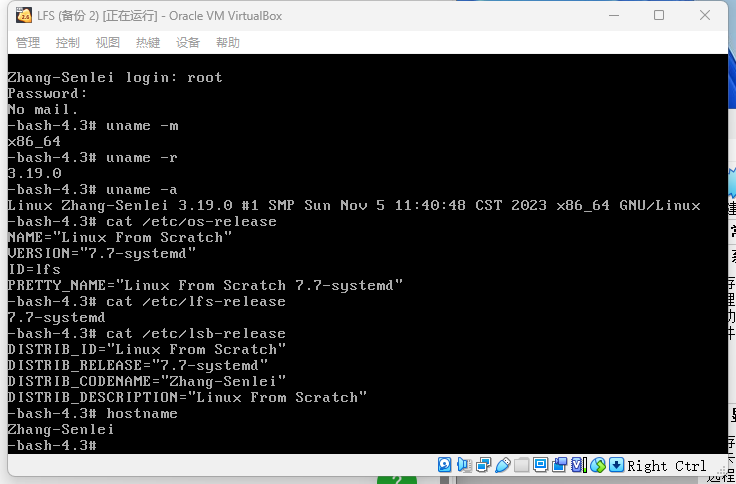 LFS (备份 2) [正在运行] - Oracle VM VirtualBox
管理 控制 视图 热键 设备 帮助
Zhang-Senlei login: root
Password:
No mail.
-bash-4.3# uname -m
x86_64
-bash-4.3# uname -r
3.19.0
-bash-4.3# uname -a
Linux Zhang-Senlei 3.19.0 #1 SMP Sun Nov 5 11:40:48 CST 2023 x86_64 GNU/Linux
-bash-4.3# cat /etc/os-release
NAME="Linux From Scratch"
VERSION="7.7-systemd"
ID=lfs
PRETTY_NAME="Linux From Scratch 7.7-systemd"
-bash-4.3# cat /etc/lfs-release
7.7-systemd
-bash-4.3# cat /etc/lsb-release
DISTRIB_ID="Linux From Scratch"
DISTRIB_RELEASE="7.7-systemd"
DISTRIB_CODENAME="Zhang-Senlei"
DISTRIB_DESCRIPTION="Linux From Scratch"
-bash-4.3# hostname
Zhang-Senlei
-bash-4.3#
Right Ctrl